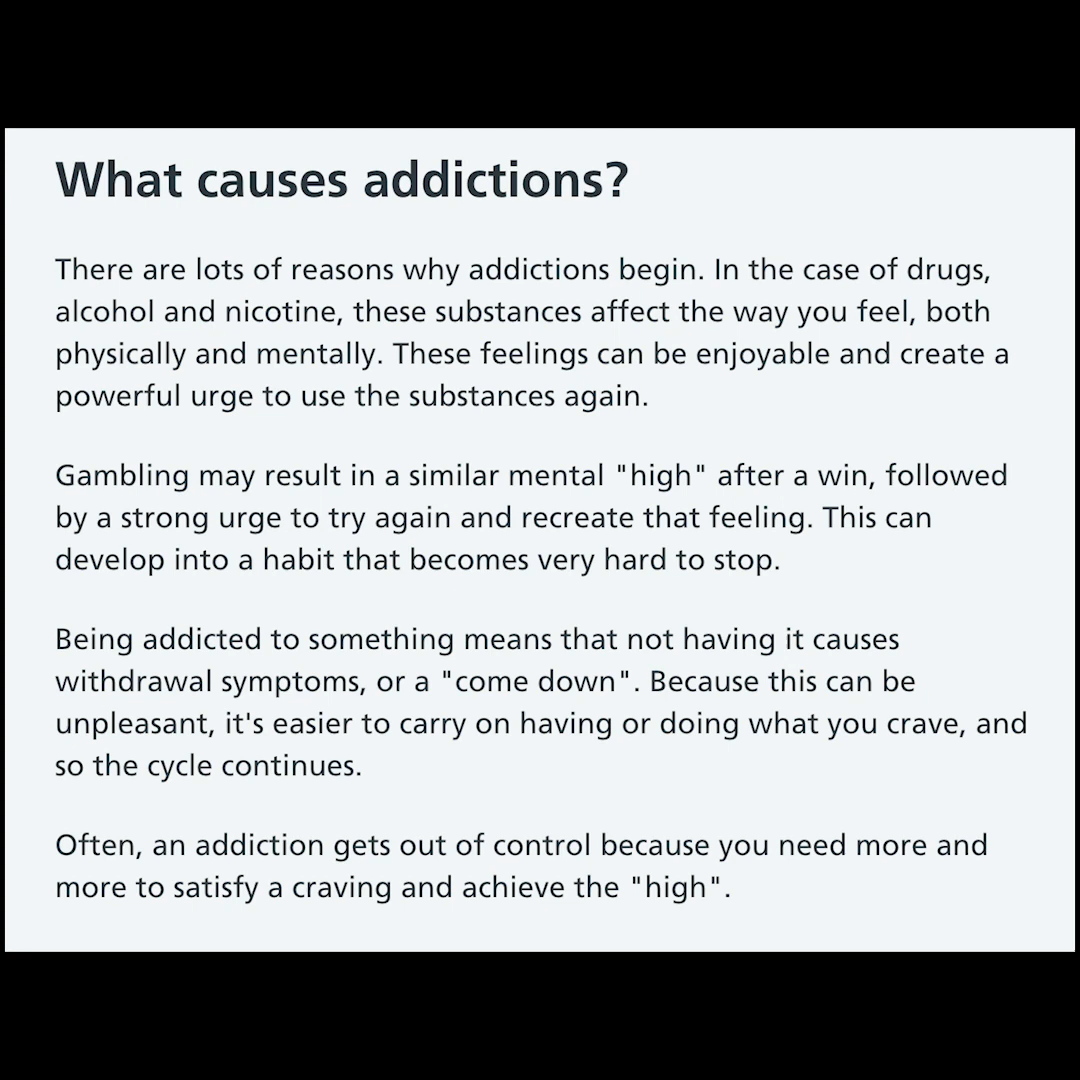 What causes addictions?
There are lots of reasons why addictions begin. In the case of drugs,
alcohol and nicotine, these substances affect the way you feel, both
physically and mentally. These feelings can be enjoyable and create a
powerful urge to use the substances again.
Gambling may result in a similar mental "high" after a win, followed
by a strong urge to try again and recreate that feeling. This can
develop into a habit that becomes very hard to stop.
Being addicted to something means that not having it causes
withdrawal symptoms, or a "come down". Because this can be
unpleasant, it's easier to carry on having or doing what you crave, and
so the cycle continues.
Often, an addiction gets out of control because you need more and
more to satisfy a craving and achieve the "high".